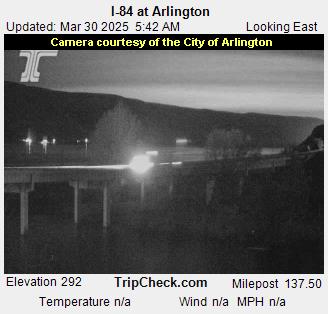 I-84 at Arlington
Updated: Mar 30 2025 5:42 AM Looking East
Camera courtesy of the City of Arlington
Elevation 292 TripCheck.com Milepost 137.50
Temperature n/a Wind n/a MPH n/a